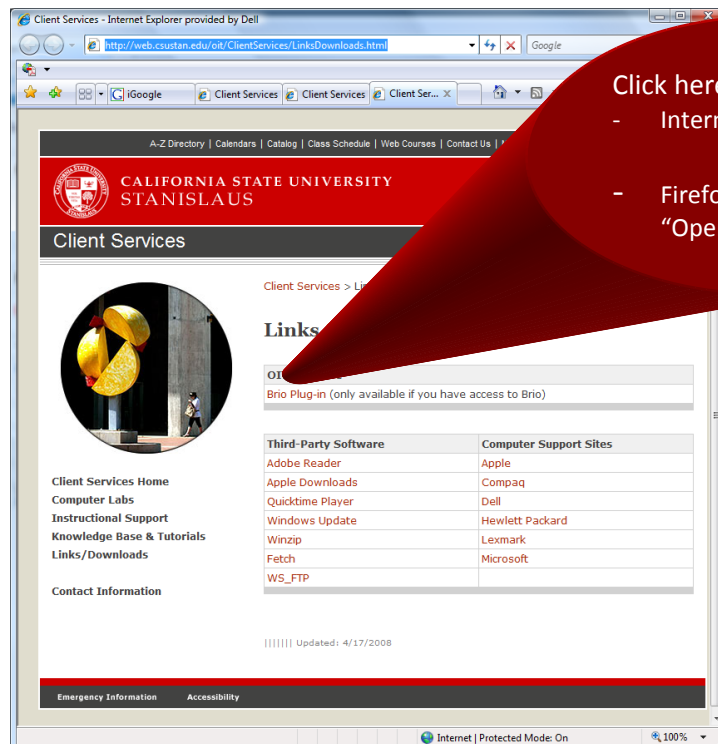 Client Services - Internet Explorer provided by Dell
http://web.csustan.edu/oit/ClientServices/LinksDownloads.html
Google
iGoogle
Client Services
Client Services
Client Ser...
Click here
- Intern
- Firefo
"Ope
A-Z Directory | Calendars | Catalog | Class Schedule | Web Courses | Contact Us |
CALIFORNIA STATE UNIVERSITY
STANISLAUS
Client Services
Client Services >
Links
Brio Plug-in (only available if you have access to Brio)
Third-Party Software
Computer Support Sites
Adobe Reader
Apple
Apple Downloads
Compaq
Quicktime Player
Dell
Windows Update
Hewlett Packard
Winzip
Lexmark
Fetch
Microsoft
WS_FTP
Client Services Home
Computer Labs
Instructional Support
Knowledge Base & Tutorials
Links/Downloads
Contact Information
||||||| Updated: 4/17/2008
Emergency Information
Accessibility
Internet | Protected Mode: On
100%